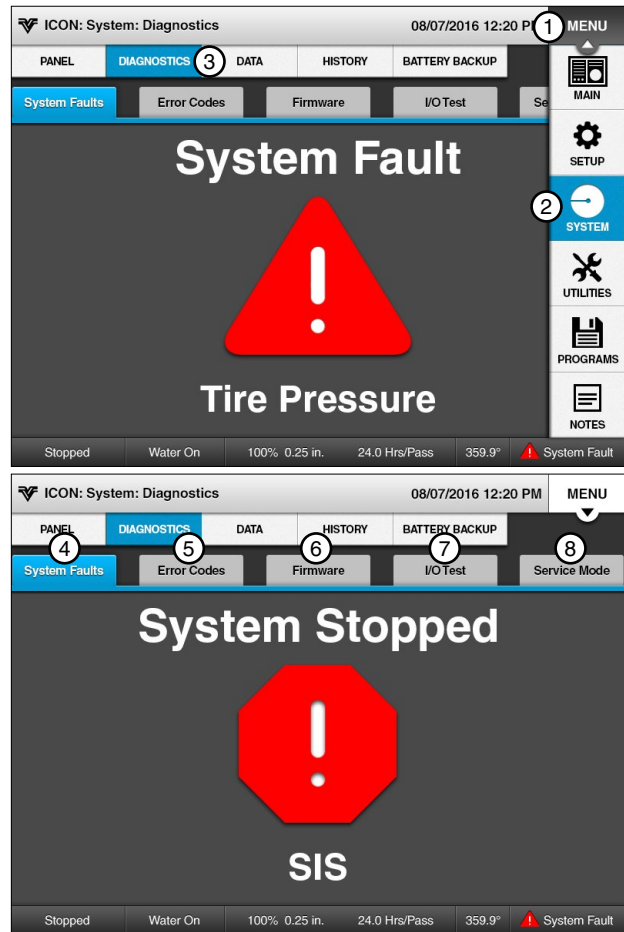 ICON: System: Diagnostics 08/07/2016 12:20 P 1 MENU
PANEL DIAGNOSTICS 3 DATA HISTORY BATTERY BACKUP
MAIN
System Faults Error Codes Firmware I/O Test Se
System Fault
SETUP
2
SYSTEM
UTILITIES
PROGRAMS
Tire Pressure
NOTES
Stopped Water On 100% 0.25 in. 24.0 Hrs/Pass 359.9° System Fault
ICON: System: Diagnostics 08/07/2016 12:20 PM MENU
PANEL DIAGNOSTICS DATA HISTORY BATTERY BACKUP
4 5 6 7 8
System Faults Error Codes Firmware I/O Test Service Mode
System Stopped
SIS
Stopped Water On 100% 0.25 in. 24.0 Hrs/Pass 359.9° System Fault